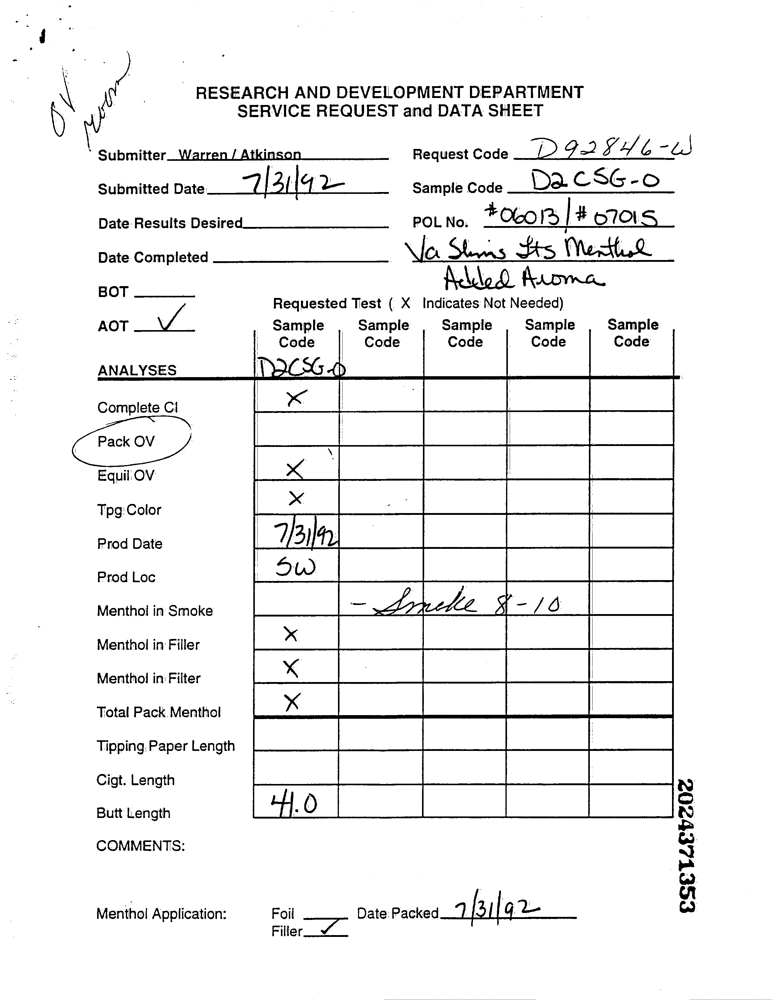 OV
room
RESEARCH AND DEVELOPMENT DEPARTMENT
SERVICE REQUEST and DATA SHEET
Submitter Warren / Atkinson
Request Code D92846-W
Submitted Date 7/31/92
Sample Code D2CSG-0
Date Results Desired
POL No. #06013/#07015
Date Completed
Va Slims Lts Menthol
Added Aroma
BOT
Requested Test ( X Indicates Not Needed)
AOT ✓
Sample Code Sample Code Sample Code Sample Code Sample Code
ANALYSES D2CSG-0
Complete CI X
Pack OV
Equil OV X
Tpg Color X
Prod Date 7/31/92
Prod Loc SW
Menthol in Smoke - Smoke 8-10
Menthol in Filler X
Menthol in Filter X
Total Pack Menthol X
Tipping Paper Length
Cigt. Length
Butt Length 41.0
COMMENTS:
Menthol Application: Foil Date Packed 7/31/92
Filler ✓
2024371353